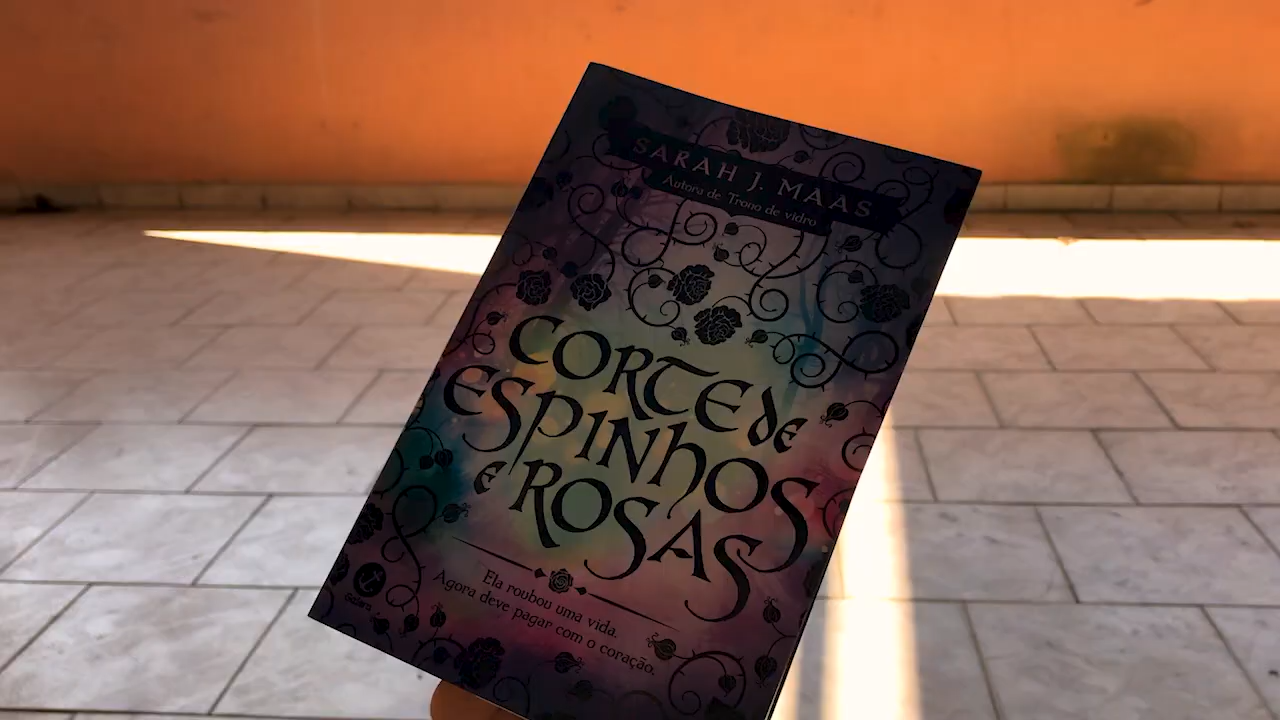 SARAH J. MAAS
Autora de Trono de vidro
CORTE de
ESPINhOS
e ROSAS
Ela roubou uma vida.
Agora deve pagar com o coração.
Galera